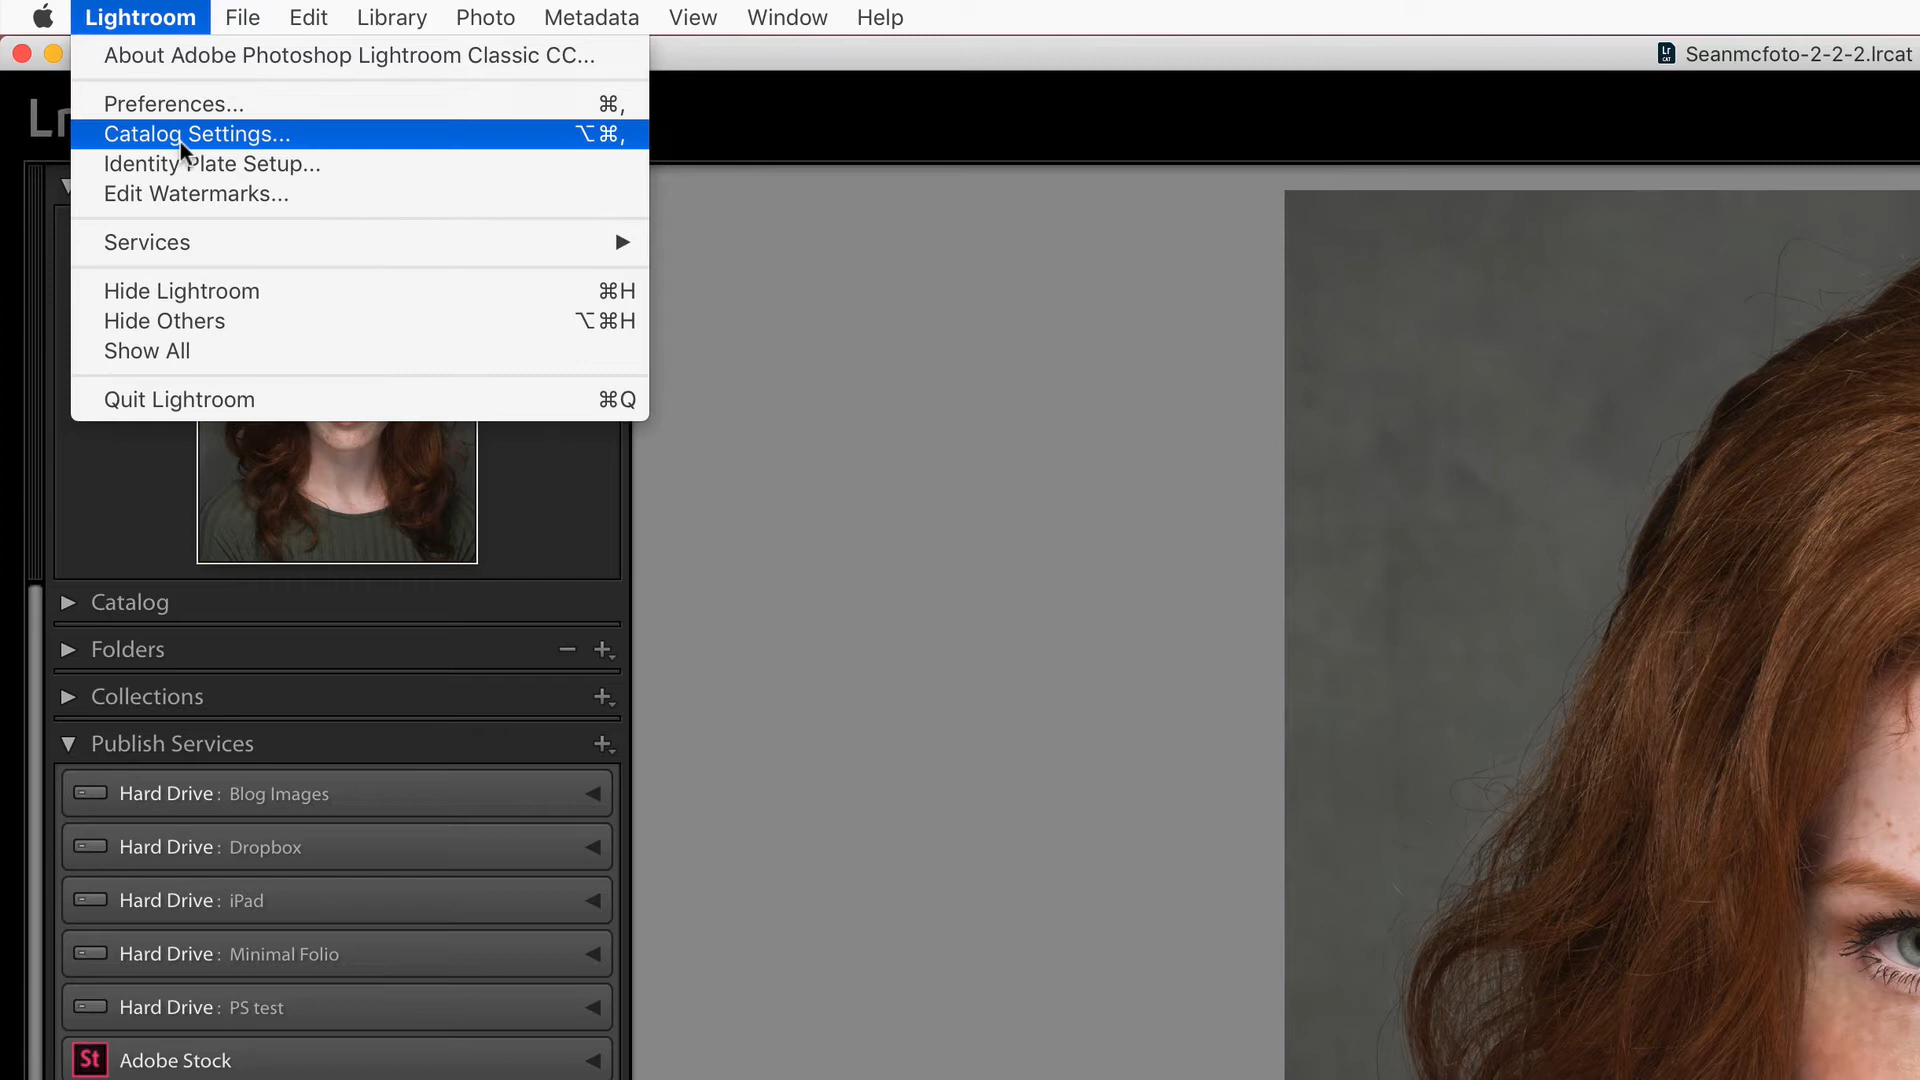 Lightroom File Edit Library Photo Metadata View Window Help
Seanmcfoto-2-2-2.lrcat
About Adobe Photoshop Lightroom Classic CC...
Preferences... ⌘,
Catalog Settings... ⌥⌘,
Identity Plate Setup...
Edit Watermarks...
Services
Hide Lightroom ⌘H
Hide Others ⌥⌘H
Show All
Quit Lightroom ⌘Q
Lr
Catalog
Folders
Collections
Publish Services
Hard Drive : Blog Images
Hard Drive : Dropbox
Hard Drive : iPad
Hard Drive : Minimal Folio
Hard Drive : PS test
St Adobe Stock